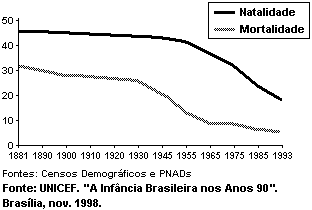 Natalidade
Mortalidade
50
40
30
20
10
0
1881 1890 1900 1910 1920 1930 1945 1955 1965 1975 1985 1993
Fontes: Censos Demográficos e PNADs
Fonte: UNICEF. "A Infância Brasileira nos Anos 90".
Brasília, nov. 1998.